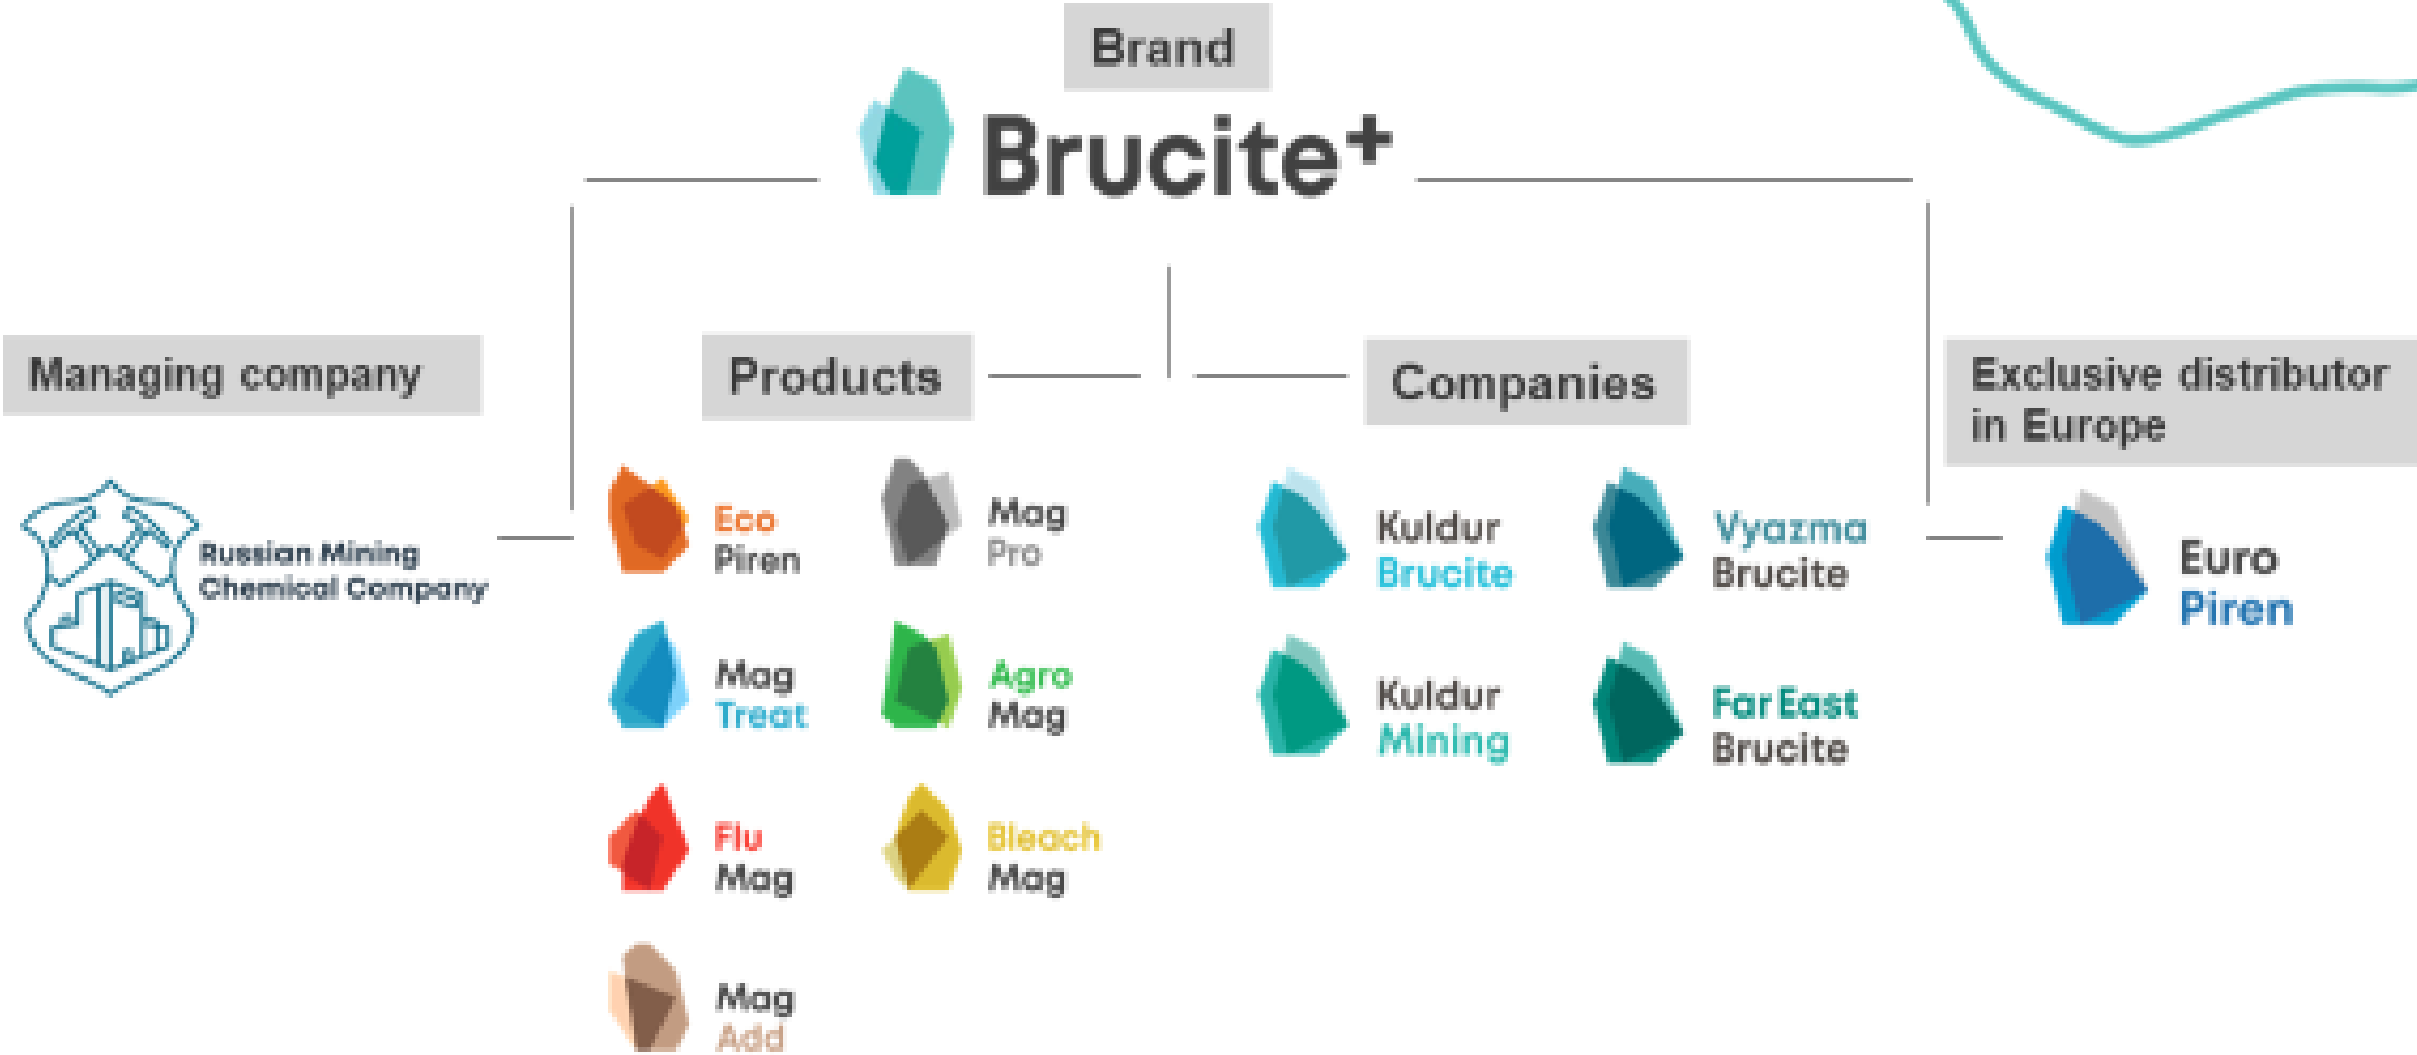 Brand
Brucite⁺
Managing company
Russian Mining
Chemical Company
Products
Eco
Piren
Mag
Pro
Mag
Treat
Agro
Mag
Flu
Mag
Bleach
Mag
Mag
Add
Companies
Kuldur
Brucite
Vyazma
Brucite
Kuldur
Mining
Far East
Brucite
Exclusive distributor
in Europe
Euro
Piren